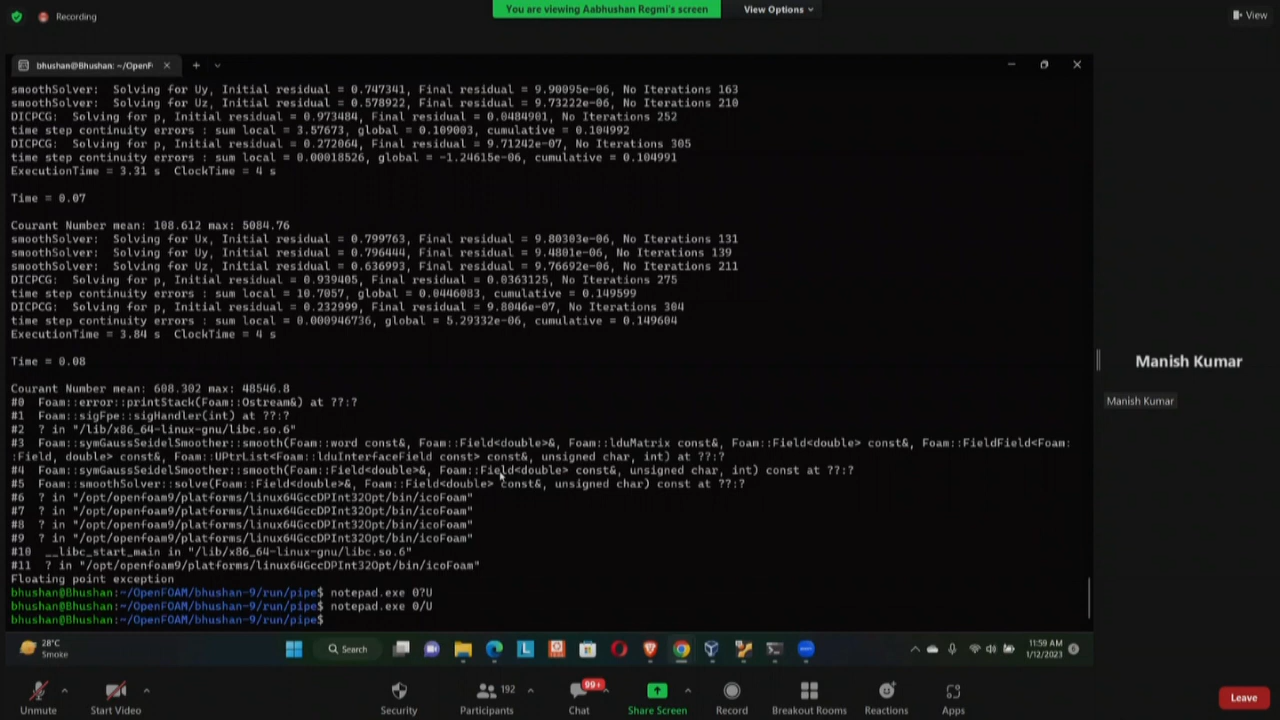 Recording
You are viewing Aabhushan Regmi's screen
View Options
View
bhushan@Bhushan: ~/OpenF
smoothSolver:  Solving for Uy, Initial residual = 0.747341, Final residual = 9.90095e-06, No Iterations 163
smoothSolver:  Solving for Uz, Initial residual = 0.578922, Final residual = 9.73222e-06, No Iterations 210
DICPCG:  Solving for p, Initial residual = 0.973484, Final residual = 0.0484901, No Iterations 252
time step continuity errors : sum local = 3.57673, global = 0.109003, cumulative = 0.104992
DICPCG:  Solving for p, Initial residual = 0.272064, Final residual = 9.71242e-07, No Iterations 305
time step continuity errors : sum local = 0.00018526, global = -1.24615e-06, cumulative = 0.104991
ExecutionTime = 3.31 s  ClockTime = 4 s
Time = 0.07
Courant Number mean: 108.612 max: 5084.76
smoothSolver:  Solving for Ux, Initial residual = 0.799763, Final residual = 9.80303e-06, No Iterations 131
smoothSolver:  Solving for Uy, Initial residual = 0.796444, Final residual = 9.4801e-06, No Iterations 139
smoothSolver:  Solving for Uz, Initial residual = 0.636993, Final residual = 9.76692e-06, No Iterations 211
DICPCG:  Solving for p, Initial residual = 0.939405, Final residual = 0.0363125, No Iterations 275
time step continuity errors : sum local = 10.7057, global = 0.0446083, cumulative = 0.149599
DICPCG:  Solving for p, Initial residual = 0.232999, Final residual = 9.8046e-07, No Iterations 304
time step continuity errors : sum local = 0.000946736, global = 5.29332e-06, cumulative = 0.149604
ExecutionTime = 3.84 s  ClockTime = 4 s
Time = 0.08
Courant Number mean: 608.302 max: 48546.8
#0  Foam::error::printStack(Foam::Ostream&) at ??:?
#1  Foam::sigFpe::sigHandler(int) at ??:?
#2  ? in "/lib/x86_64-linux-gnu/libc.so.6"
#3  Foam::symGaussSeidelSmoother::smooth(Foam::word const&, Foam::Field<double>&, Foam::lduMatrix const&, Foam::Field<double> const&, Foam::FieldField<Foam:
:Field, double> const&, Foam::UPtrList<Foam::lduInterfaceField const> const&, unsigned char, int) at ??:?
#4  Foam::symGaussSeidelSmoother::smooth(Foam::Field<double>&, Foam::Field<double> const&, unsigned char, int) const at ??:?
#5  Foam::smoothSolver::solve(Foam::Field<double>&, Foam::Field<double> const&, unsigned char) const at ??:?
#6  ? in "/opt/openfoam9/platforms/linux64GccDPInt32Opt/bin/icoFoam"
#7  ? in "/opt/openfoam9/platforms/linux64GccDPInt32Opt/bin/icoFoam"
#8  ? in "/opt/openfoam9/platforms/linux64GccDPInt32Opt/bin/icoFoam"
#9  ? in "/opt/openfoam9/platforms/linux64GccDPInt32Opt/bin/icoFoam"
#10  __libc_start_main in "/lib/x86_64-linux-gnu/libc.so.6"
#11  ? in "/opt/openfoam9/platforms/linux64GccDPInt32Opt/bin/icoFoam"
Floating point exception
bhushan@Bhushan:~/OpenFOAM/bhushan-9/run/pipe$ notepad.exe 0?U
bhushan@Bhushan:~/OpenFOAM/bhushan-9/run/pipe$ notepad.exe 0/U
bhushan@Bhushan:~/OpenFOAM/bhushan-9/run/pipe$
Manish Kumar
Manish Kumar
28°C
Smoke
Search
11:59 AM
1/12/2023
Unmute
Start Video
Security
192
Participants
99+
Chat
Share Screen
Record
Breakout Rooms
Reactions
Apps
Leave